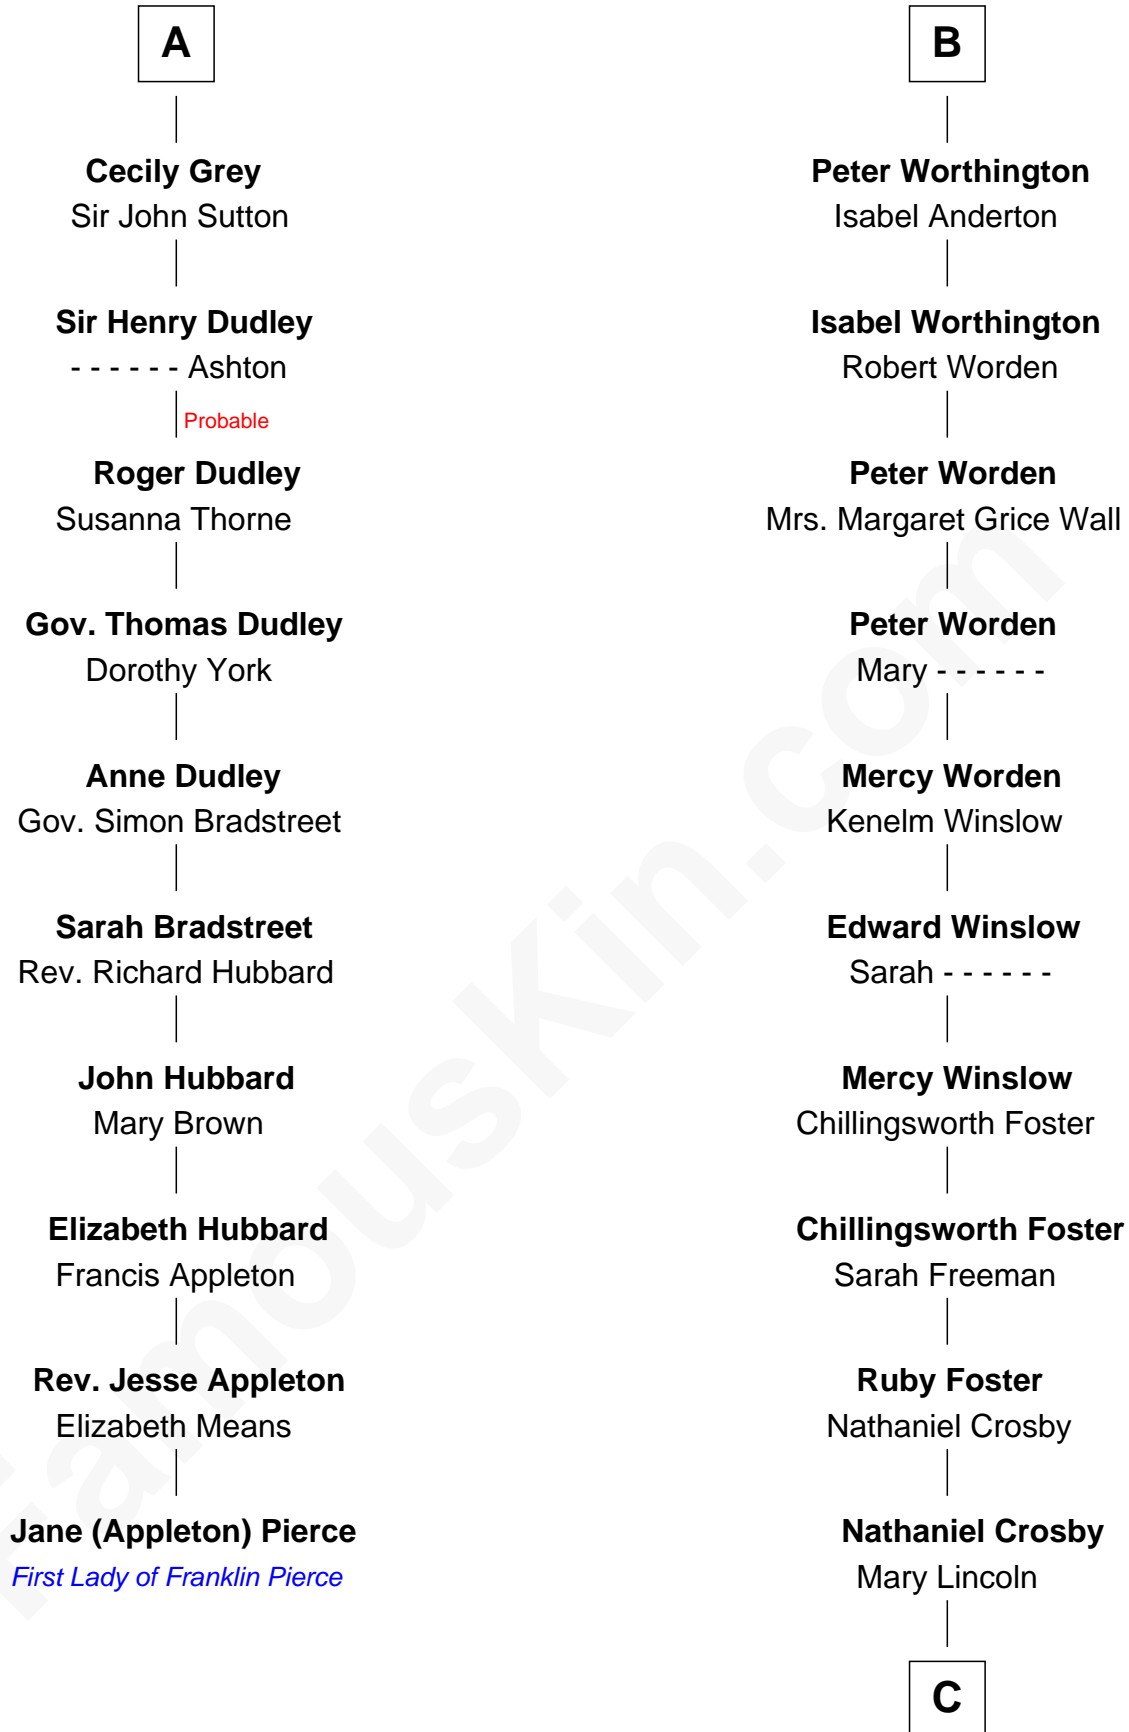 A
Cecily Grey
Sir John Sutton
Sir Henry Dudley
- - - - - - Ashton
Probable
Roger Dudley
Susanna Thorne
Gov. Thomas Dudley
Dorothy York
Anne Dudley
Gov. Simon Bradstreet
Sarah Bradstreet
Rev. Richard Hubbard
John Hubbard
Mary Brown
Elizabeth Hubbard
Francis Appleton
Rev. Jesse Appleton
Elizabeth Means
Jane (Appleton) Pierce
First Lady of Franklin Pierce
B
Peter Worthington
Isabel Anderton
Isabel Worthington
Robert Worden
Peter Worden
Mrs. Margaret Grice Wall
Peter Worden
Mary - - - - - -
Mercy Worden
Kenelm Winslow
Edward Winslow
Sarah - - - - - -
Mercy Winslow
Chillingsworth Foster
Chillingsworth Foster
Sarah Freeman
Ruby Foster
Nathaniel Crosby
Nathaniel Crosby
Mary Lincoln
C
FamousKin.com